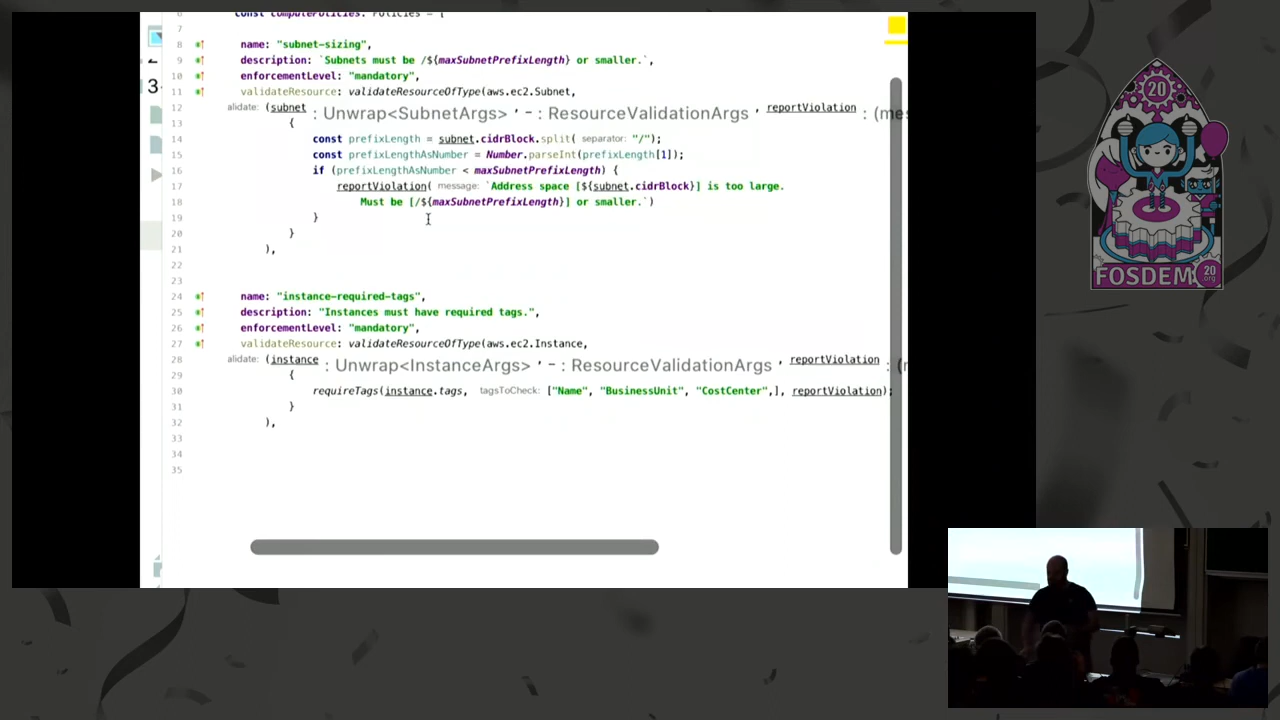 6 const computePolicies: Policies = [
7
8 name: "subnet-sizing",
9 description: `Subnets must be /${maxSubnetPrefixLength} or smaller.`,
10 enforcementLevel: "mandatory",
11 validateResource: validateResourceOfType(aws.ec2.Subnet,
12 alidate: (subnet : Unwrap<SubnetArgs> , _ : ResourceValidationArgs , reportViolation : (mes
13 {
14 const prefixLength = subnet.cidrBlock.split( separator: "/");
15 const prefixLengthAsNumber = Number.parseInt(prefixLength[1]);
16 if (prefixLengthAsNumber < maxSubnetPrefixLength) {
17 reportViolation( message: `Address space [${subnet.cidrBlock}] is too large.
18 Must be [/${maxSubnetPrefixLength}] or smaller.`)
19 }
20 }
21 ),
22
23
24 name: "instance-required-tags",
25 description: "Instances must have required tags.",
26 enforcementLevel: "mandatory",
27 validateResource: validateResourceOfType(aws.ec2.Instance,
28 alidate: (instance : Unwrap<InstanceArgs> , _ : ResourceValidationArgs , reportViolation : (
29 {
30 requireTags(instance.tags, tagsToCheck: ["Name", "BusinessUnit", "CostCenter",], reportViolation);
31 }
32 ),
33
34
35
3
20
FOSDEM 20
.org